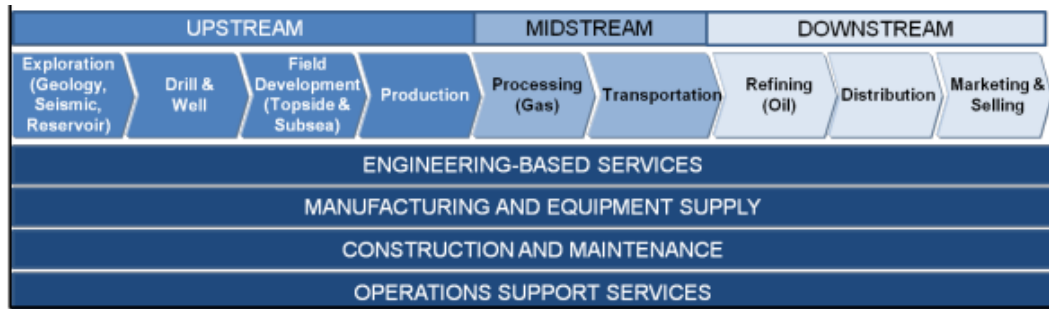 UPSTREAM
MIDSTREAM
DOWNSTREAM
Exploration
(Geology,
Seismic,
Reservoir)
Drill &
Well
Field
Development
(Topside &
Subsea)
Production
Processing
(Gas)
Transportation
Refining
(Oil)
Distribution
Marketing &
Selling
ENGINEERING-BASED SERVICES
MANUFACTURING AND EQUIPMENT SUPPLY
CONSTRUCTION AND MAINTENANCE
OPERATIONS SUPPORT SERVICES